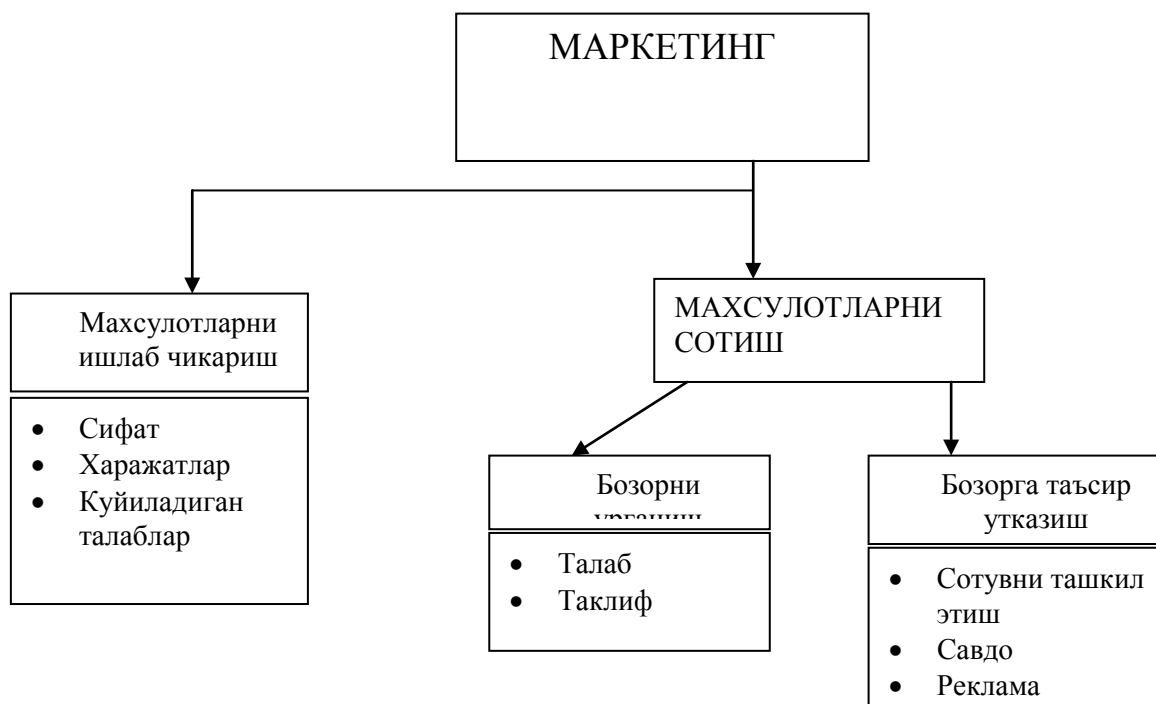 МАРКЕТИНГ
Махсулотларни
ишлаб чикариш
• Сифат
• Харажатлар
• Куйиладиган
талаблар
МАХСУЛОТЛАРНИ
СОТИШ
Бозорни
урганиш
• Талаб
• Таклиф
Бозорга таъсир
утказиш
• Сотувни ташкил
этиш
• Савдо
• Реклама